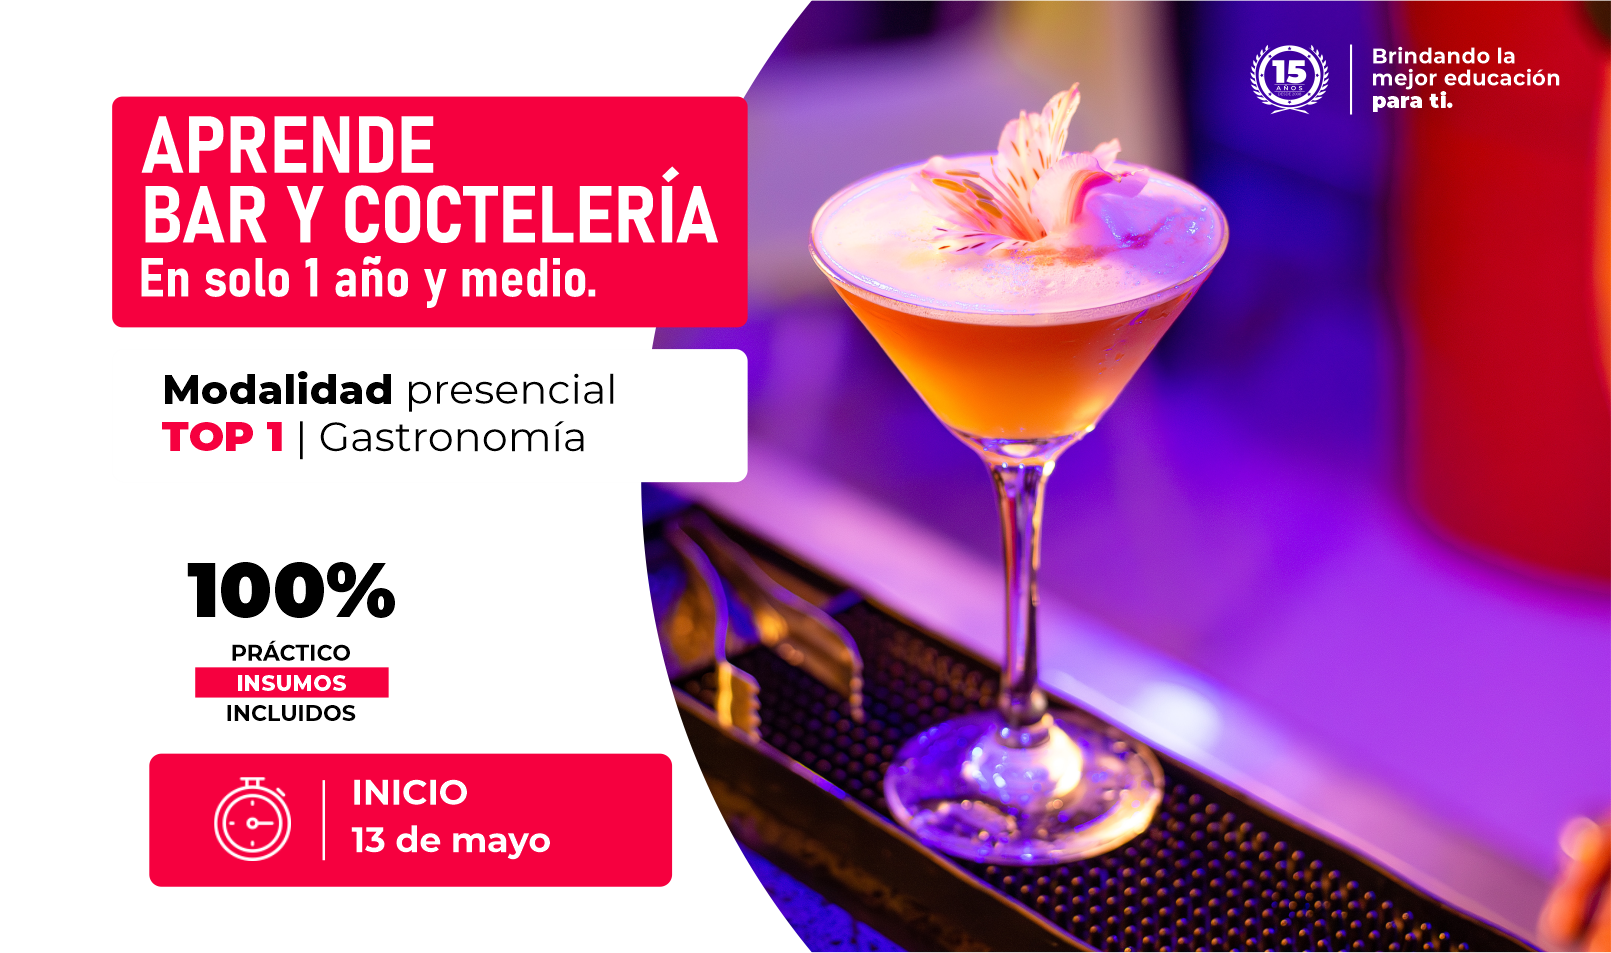 APRENDE
BAR Y COCTELERÍA
En solo 1 año y medio.
Modalidad presencial
TOP 1 | Gastronomía
100%
PRÁCTICO
INSUMOS
INCLUIDOS
INICIO
13 de mayo
15
AÑOS
Brindando la
mejor educación
para ti.